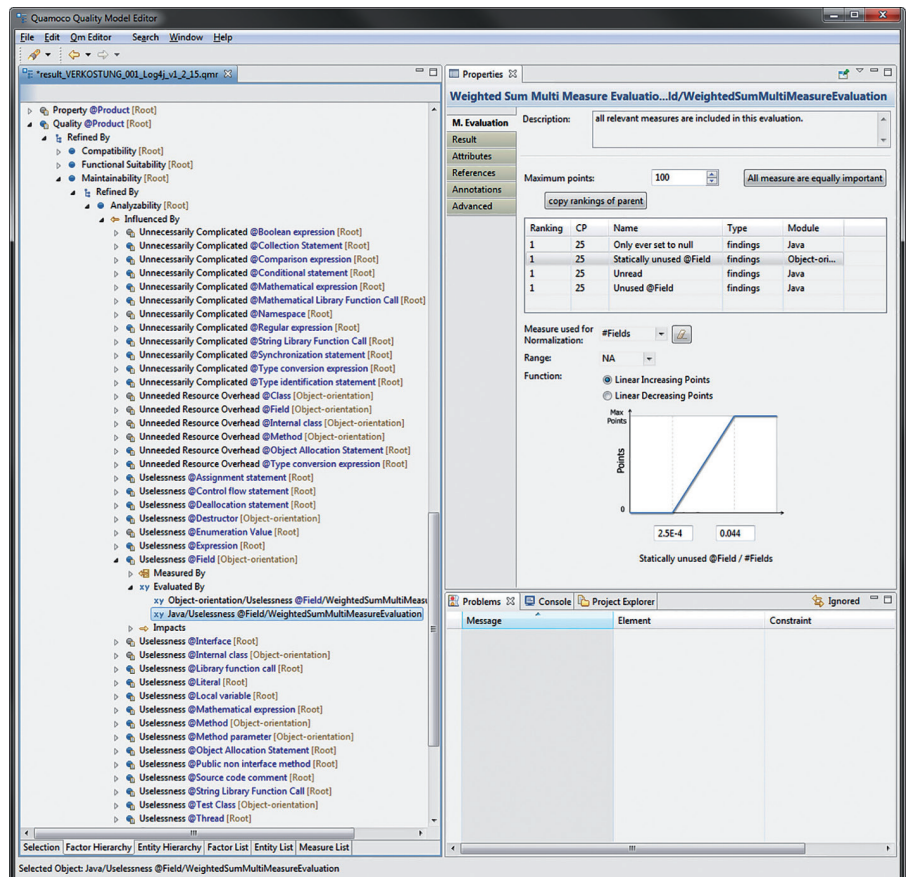 Quamoco Quality Model Editor
File Edit Qm Editor Search Window Help
*result_VERKOSTUNG_001_Log4j_v1_2_15.qmr
Property @Product [Root]
Quality @Product [Root]
Refined By
Compatibility [Root]
Functional Suitability [Root]
Maintainability [Root]
Refined By
Analyzability [Root]
Influenced By
Unnecessarily Complicated @Boolean expression [Root]
Unnecessarily Complicated @Collection Statement [Root]
Unnecessarily Complicated @Comparison expression [Root]
Unnecessarily Complicated @Conditional statement [Root]
Unnecessarily Complicated @Mathematical expression [Root]
Unnecessarily Complicated @Mathematical Library Function Call [Root]
Unnecessarily Complicated @Namespace [Root]
Unnecessarily Complicated @Regular expression [Root]
Unnecessarily Complicated @String Library Function Call [Root]
Unnecessarily Complicated @Synchronization statement [Root]
Unnecessarily Complicated @Type conversion expression [Root]
Unnecessarily Complicated @Type identification statement [Root]
Unneeded Resource Overhead @Class [Object-orientation]
Unneeded Resource Overhead @Field [Object-orientation]
Unneeded Resource Overhead @Internal class [Object-orientation]
Unneeded Resource Overhead @Method [Object-orientation]
Unneeded Resource Overhead @Object Allocation Statement [Root]
Unneeded Resource Overhead @Type conversion expression [Root]
Uselessness @Assignment statement [Root]
Uselessness @Control flow statement [Root]
Uselessness @Deallocation statement [Root]
Uselessness @Destructor [Object-orientation]
Uselessness @Enumeration Value [Root]
Uselessness @Expression [Root]
Uselessness @Field [Object-orientation]
Measured By
xy Evaluated By
xy Object-orientation/Uselessness @Field/WeightedSumMultiMeasu
xy Java/Uselessness @Field/WeightedSumMultiMeasureEvaluation
Impacts
Uselessness @Interface [Root]
Uselessness @Internal class [Object-orientation]
Uselessness @Library function call [Root]
Uselessness @Literal [Root]
Uselessness @Local variable [Root]
Uselessness @Mathematical expression [Root]
Uselessness @Method [Object-orientation]
Uselessness @Method parameter [Object-orientation]
Uselessness @Object Allocation Statement [Root]
Uselessness @Public non interface method [Root]
Uselessness @Source code comment [Root]
Uselessness @String Library Function Call [Root]
Uselessness @Test Class [Object-orientation]
Uselessness @Thread [Root]
Selection Factor Hierarchy Entity Hierarchy Factor List Entity List Measure List
Selected Object: Java/Uselessness @Field/WeightedSumMultiMeasureEvaluation
Properties
Weighted Sum Multi Measure Evaluatio...ld/WeightedSumMultiMeasureEvaluation
M. Evaluation
Result
Attributes
References
Annotations
Advanced
Description: all relevant measures are included in this evaluation.
Maximum points: 100 All measure are equally important
copy rankings of parent
Ranking CP Name Type Module
1 25 Only ever set to null findings Java
1 25 Statically unused @Field findings Object-ori...
1 25 Unread findings Java
1 25 Unused @Field findings Java
Measure used for Normalization: #Fields
Range: NA
Function: Linear Increasing Points
Linear Decreasing Points
Max Points
Points
0
2.5E-4 0.044
Statically unused @Field / #Fields
Problems Console Project Explorer Ignored
Message Element Constraint